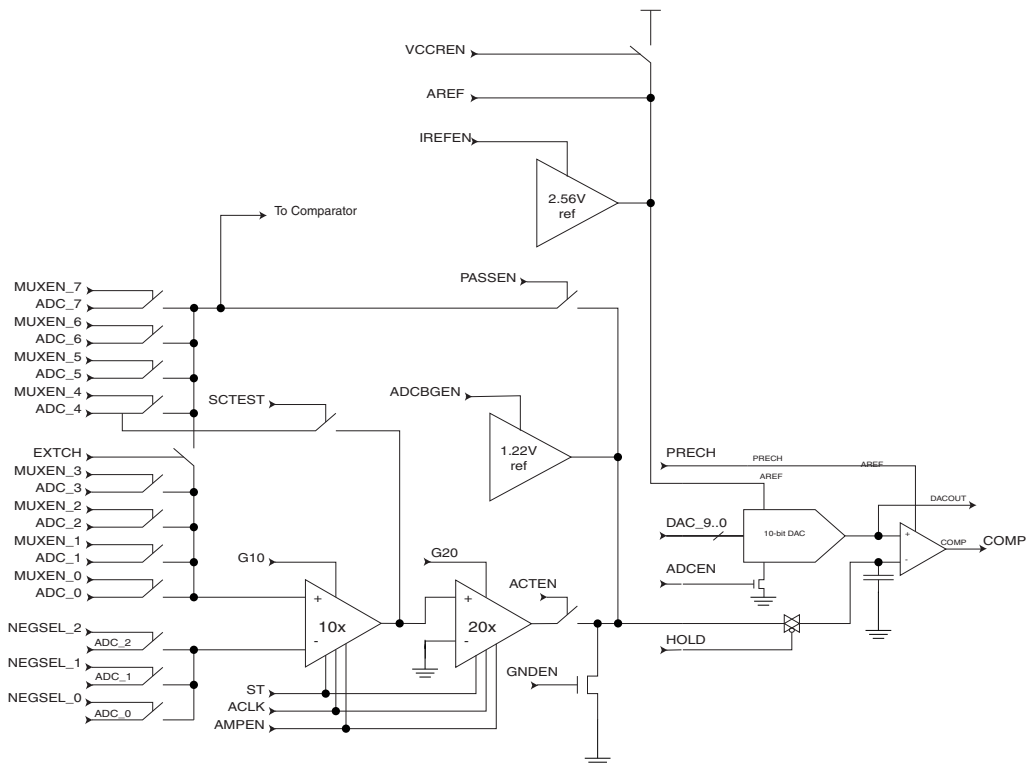 VCCREN
AREF
IREFEN
2.56V
ref
To Comparator
PASSEN
MUXEN_7
ADC_7
MUXEN_6
ADC_6
MUXEN_5
ADC_5
MUXEN_4
ADC_4
SCTEST
ADCBGEN
1.22V
ref
EXTCH
MUXEN_3
ADC_3
MUXEN_2
ADC_2
MUXEN_1
ADC_1
MUXEN_0
ADC_0
PRECH
PRECH
AREF
AREF
DACOUT
DAC_9..0
10-bit DAC
+
-
COMP
COMP
ADCEN
G10
G20
ACTEN
+
10x
-
+
20x
-
HOLD
NEGSEL_2
ADC_2
NEGSEL_1
ADC_1
NEGSEL_0
ADC_0
ST
ACLK
AMPEN
GNDEN